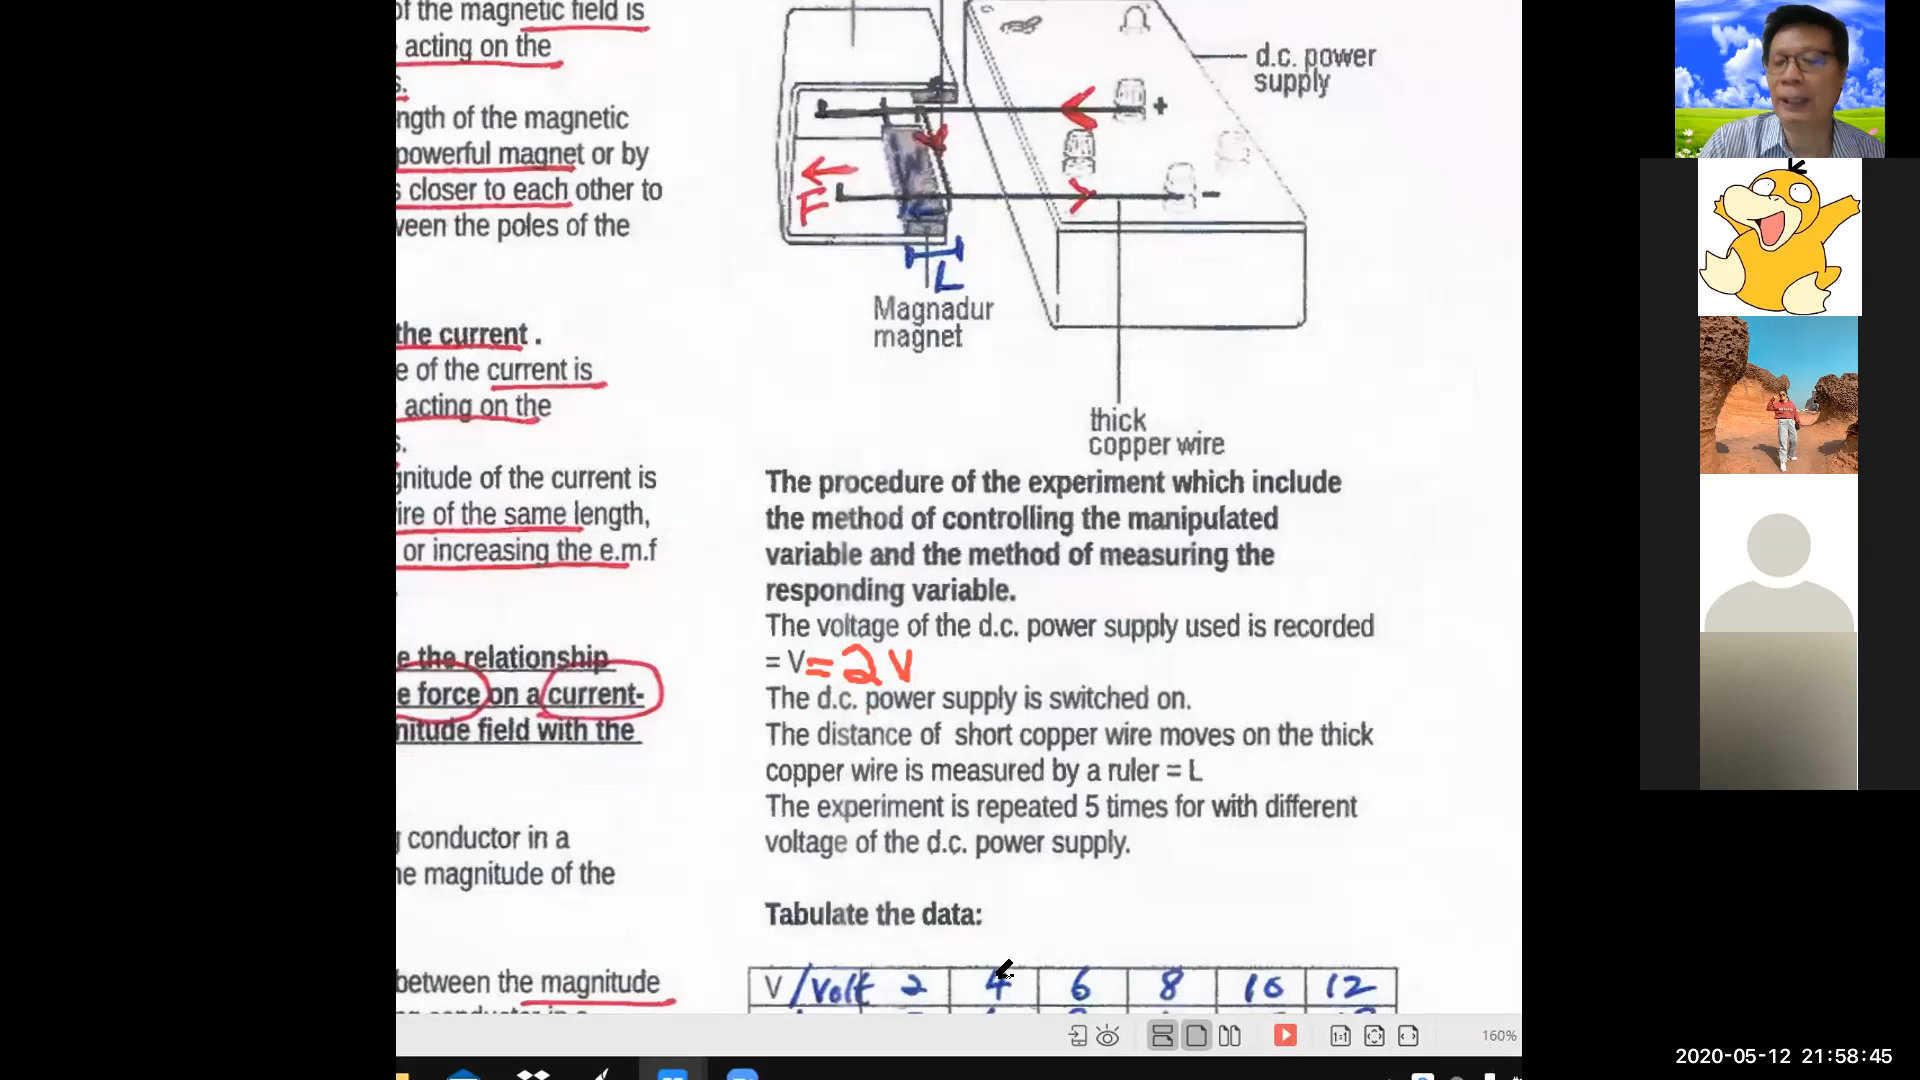 of the magnetic field is
acting on the
s.
ngth of the magnetic
powerful magnet or by
s closer to each other to
ween the poles of the
the current .
e of the current is
acting on the
s.
gnitude of the current is
ire of the same length,
or increasing the e.m.f
e the relationship
e force on a current-
nitude field with the
g conductor in a
he magnitude of the
between the magnitude
d.c. power
supply
+
-
F
L
Magnadur
magnet
thick
copper wire
The procedure of the experiment which include
the method of controlling the manipulated
variable and the method of measuring the
responding variable.
The voltage of the d.c. power supply used is recorded
= V = 2 V
The d.c. power supply is switched on.
The distance of short copper wire moves on the thick
copper wire is measured by a ruler = L
The experiment is repeated 5 times for with different
voltage of the d.c. power supply.
Tabulate the data:
V /Volt 2 4 6 8 10 12
160%
2020-05-12 21:58:45